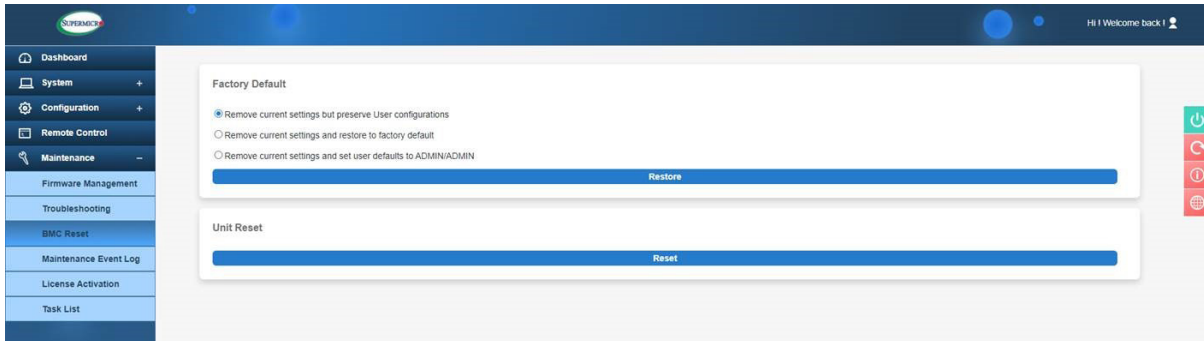 SUPERMICR
Hi ! Welcome back !
Dashboard
System +
Configuration +
Remote Control
Maintenance –
Firmware Management
Troubleshooting
BMC Reset
Maintenance Event Log
License Activation
Task List
Factory Default
Remove current settings but preserve User configurations
Remove current settings and restore to factory default
Remove current settings and set user defaults to ADMIN/ADMIN
Restore
Unit Reset
Reset